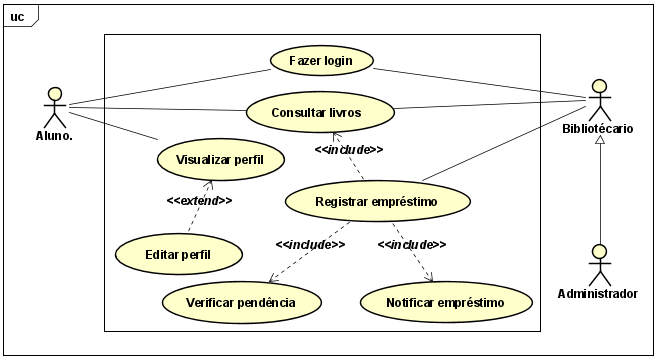 uc
Fazer login
Consultar livros
Aluno.
Bibliotécario
<<include>>
Visualizar perfil
<<extend>>
Registrar empréstimo
<<include>>
<<include>>
Editar perfil
Administrador
Verificar pendência
Notificar empréstimo